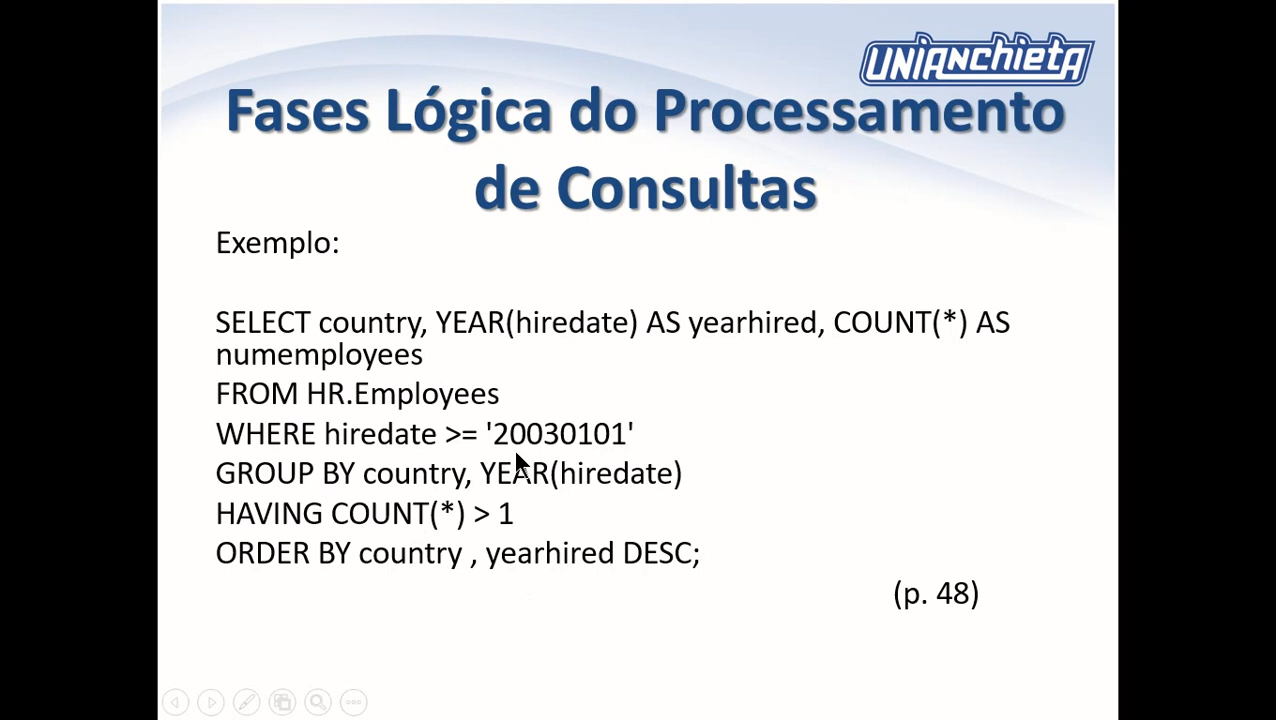 UNIANCHIETA
Fases Lógica do Processamento
de Consultas
Exemplo:
SELECT country, YEAR(hiredate) AS yearhired, COUNT(*) AS
numemployees
FROM HR.Employees
WHERE hiredate >= '20030101'
GROUP BY country, YEAR(hiredate)
HAVING COUNT(*) > 1
ORDER BY country , yearhired DESC;
(p. 48)